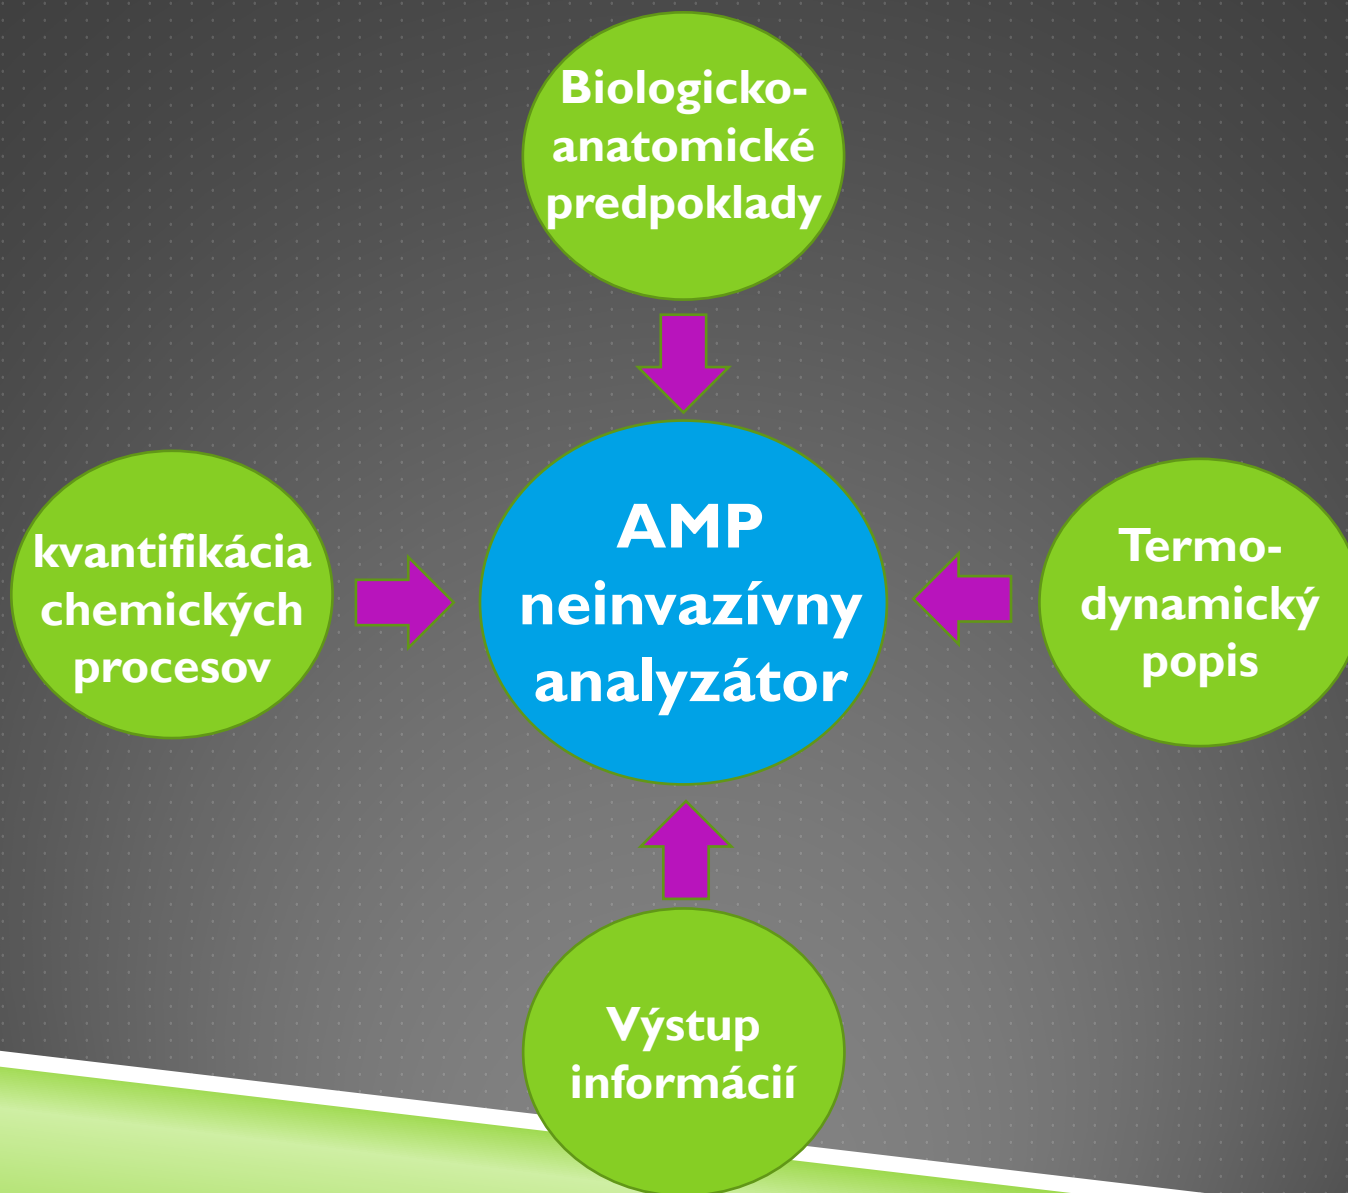 Biologicko-
anatomické
predpoklady
kvantifikácia
chemických
procesov
AMP
neinvazívny
analyzátor
Termo-
dynamický
popis
Výstup
informácií